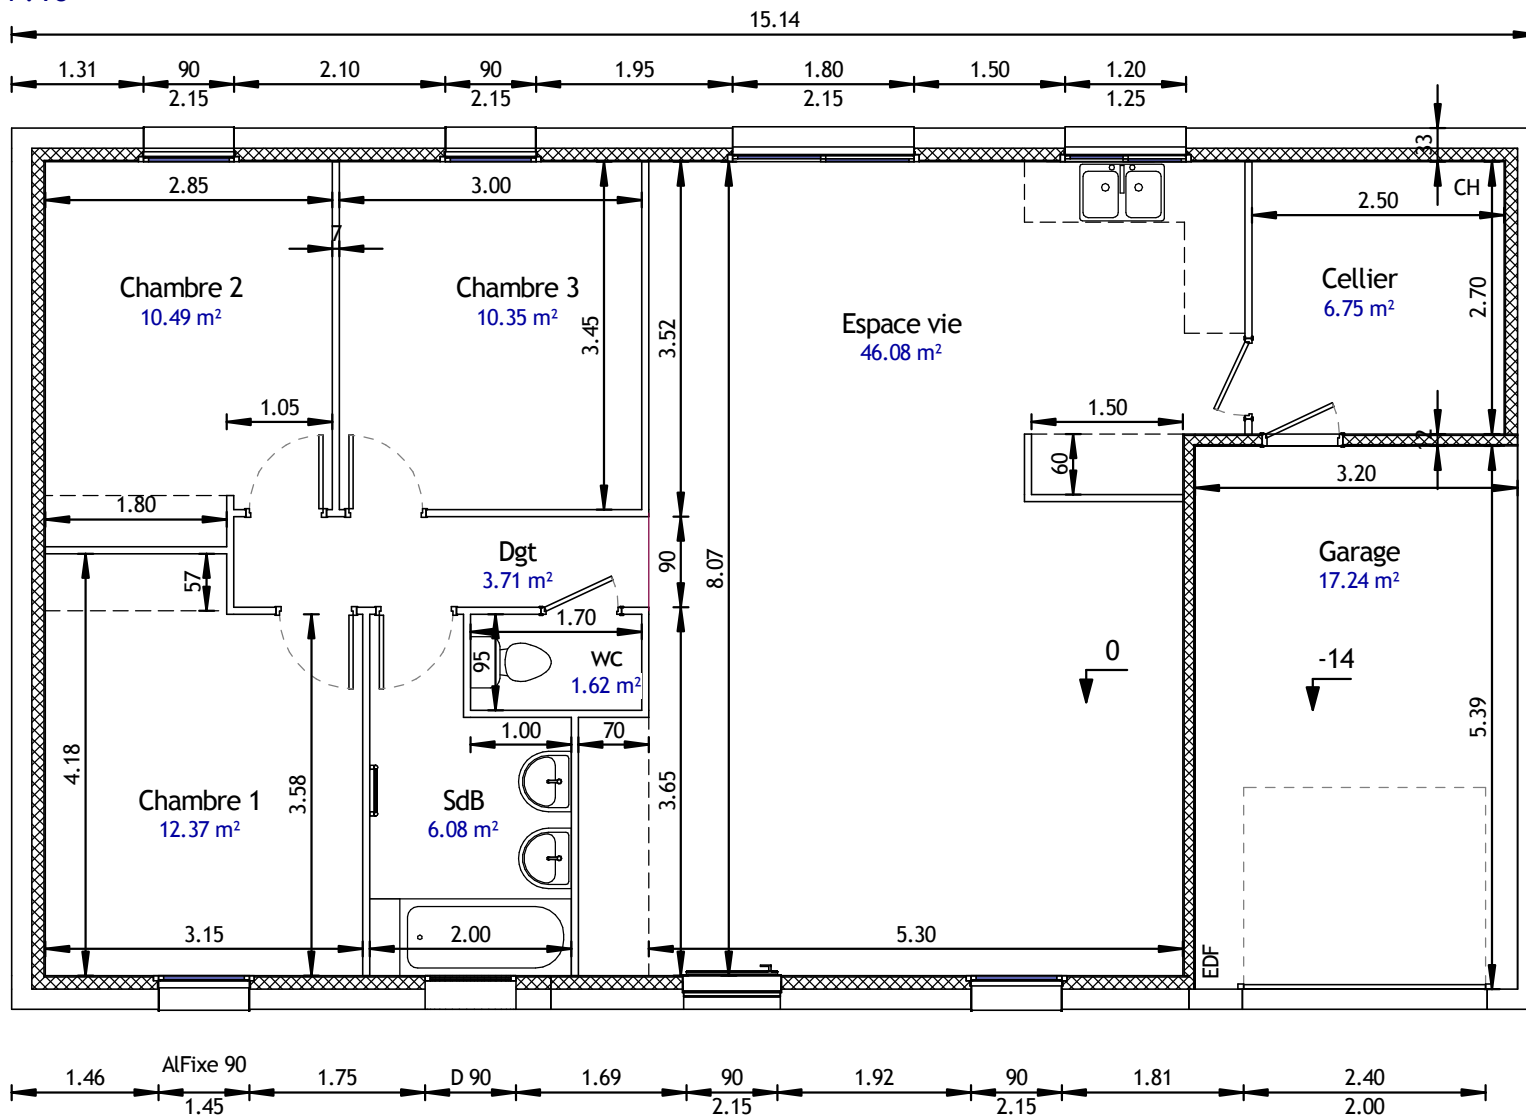 15.14
1.31 90 2.10 90 1.95 1.80 1.50 1.20
2.15 2.15 2.15 1.25
33
CH
2.85 3.00 2.50
7
Chambre 2
10.49 m²
Chambre 3
10.35 m²
3.45
3.52
Espace vie
46.08 m²
Cellier
6.75 m²
2.70
1.05
1.50
60
3.20
1.80
57
Dgt
3.71 m²
90
8.07
Garage
17.24 m²
1.70
95
WC
1.62 m²
0
-14
1.00 70
5.39
4.18
3.58
3.65
Chambre 1
12.37 m²
SdB
6.08 m²
3.15 2.00 5.30
EDF
AlFixe 90
1.46 1.75 D 90 1.69 90 1.92 90 1.81 2.40
1.45 2.15 2.15 2.00